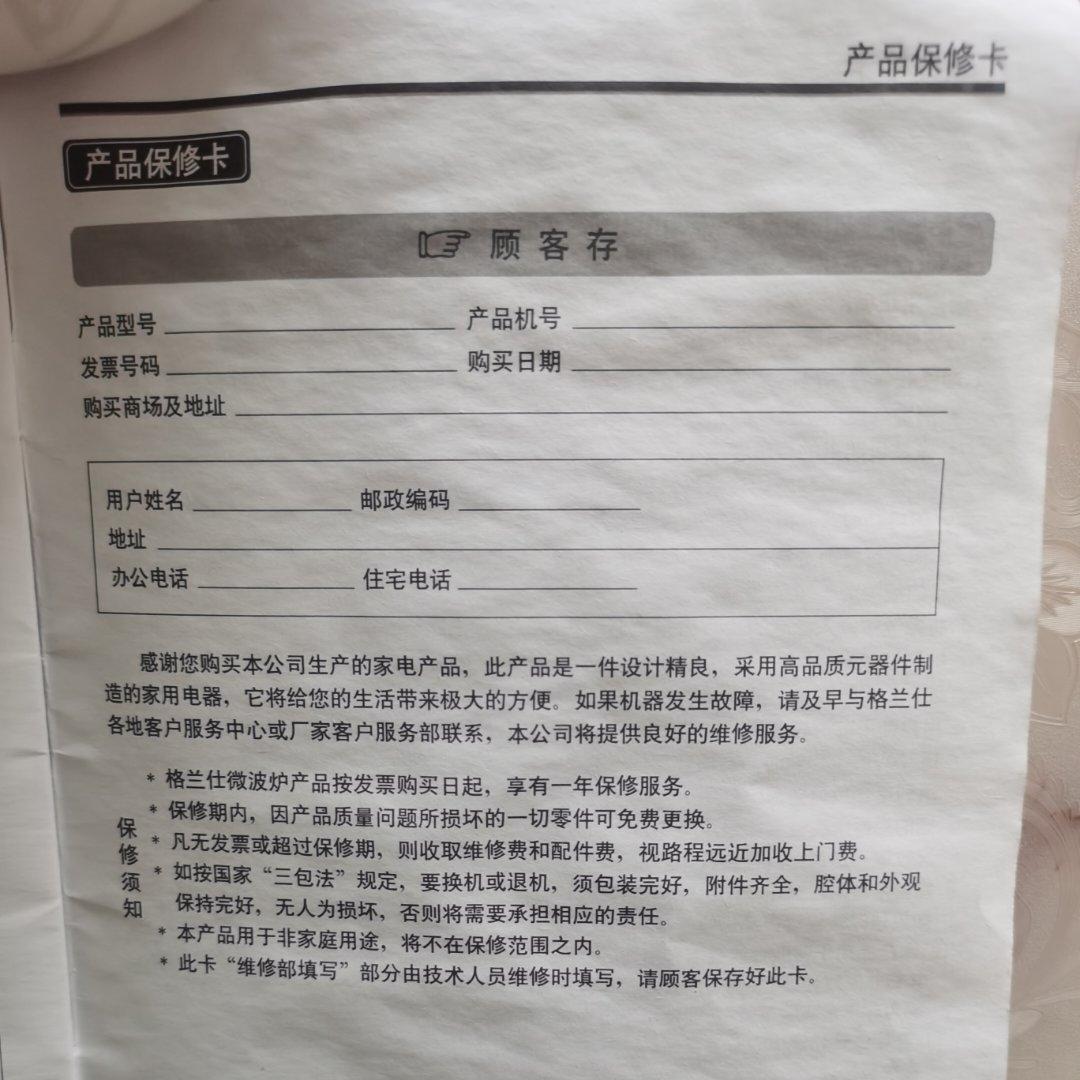 产品保修卡
产品保修卡
顾客存
产品型号 产品机号
发票号码 购买日期
购买商场及地址
用户姓名 邮政编码
地址
办公电话 住宅电话
感谢您购买本公司生产的家电产品，此产品是一件设计精良，采用高品质元器件制
造的家用电器，它将给您的生活带来极大的方便。如果机器发生故障，请及早与格兰仕
各地客户服务中心或厂家客户服务部联系，本公司将提供良好的维修服务。
保修须知
* 格兰仕微波炉产品按发票购买日起，享有一年保修服务。
* 保修期内，因产品质量问题所损坏的一切零件可免费更换。
* 凡无发票或超过保修期，则收取维修费和配件费，视路程远近加收上门费。
* 如按国家“三包法”规定，要换机或退机，须包装完好，附件齐全，腔体和外观
保持完好，无人为损坏，否则将需要承担相应的责任。
* 本产品用于非家庭用途，将不在保修范围之内。
* 此卡“维修部填写”部分由技术人员维修时填写，请顾客保存好此卡。